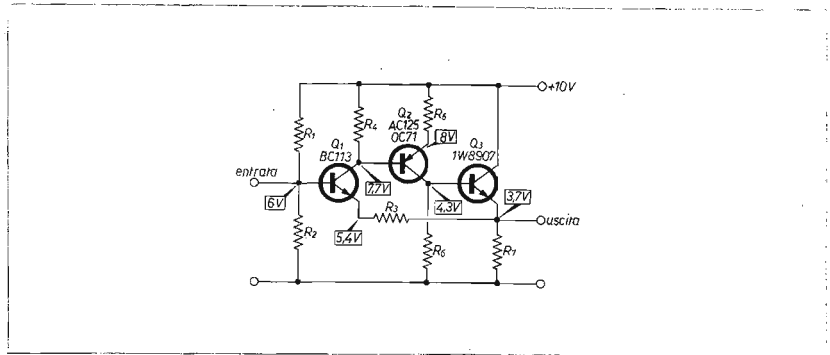 +10V
R1
R4
R5
Q2
AC125
OC71
8V
Q3
1W8907
Q1
BC113
entrata
6V
7,7V
4,3V
3,7V
R3
uscita
5,4V
R2
R6
R7